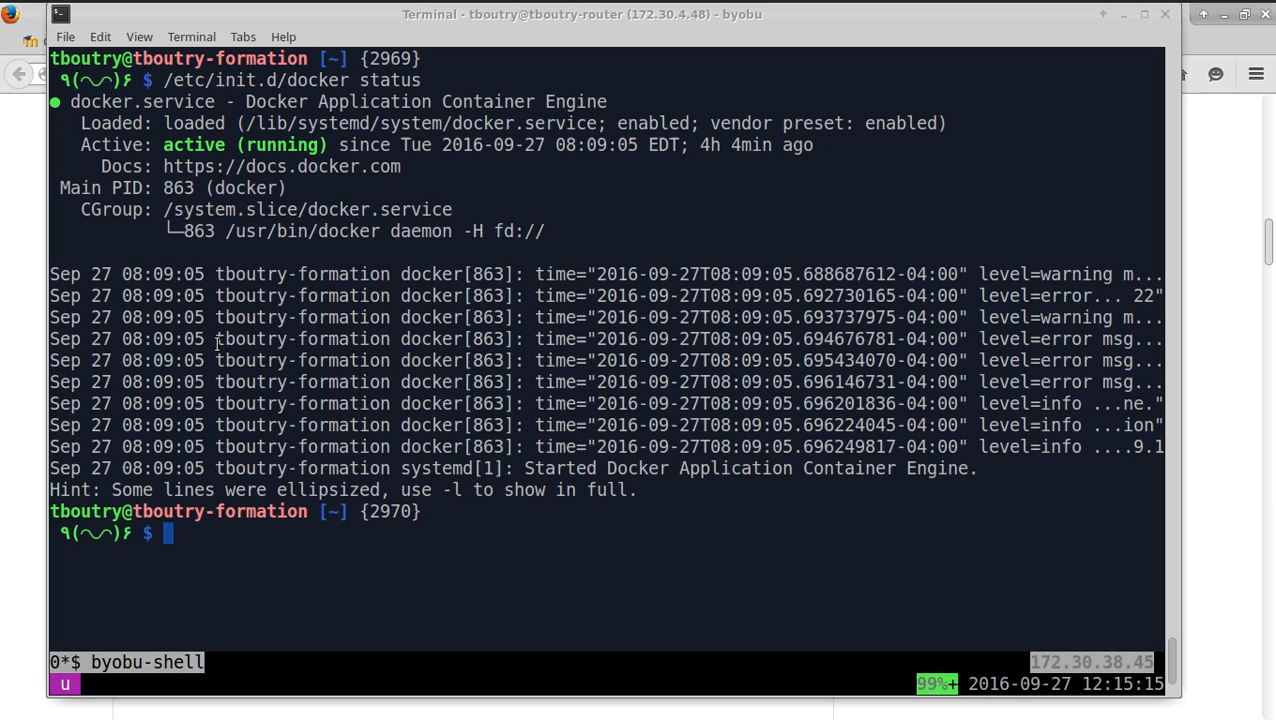 Terminal - tboutry@tboutry-router (172.30.4.48) - byobu
File Edit View Terminal Tabs Help
tboutry@tboutry-formation [~] {2969}
٩(◠◡◠)۶ $ /etc/init.d/docker status
● docker.service - Docker Application Container Engine
Loaded: loaded (/lib/systemd/system/docker.service; enabled; vendor preset: enabled)
Active: active (running) since Tue 2016-09-27 08:09:05 EDT; 4h 4min ago
Docs: https://docs.docker.com
Main PID: 863 (docker)
CGroup: /system.slice/docker.service
└─863 /usr/bin/docker daemon -H fd://
Sep 27 08:09:05 tboutry-formation docker[863]: time="2016-09-27T08:09:05.688687612-04:00" level=warning m...
Sep 27 08:09:05 tboutry-formation docker[863]: time="2016-09-27T08:09:05.692730165-04:00" level=error... 22"
Sep 27 08:09:05 tboutry-formation docker[863]: time="2016-09-27T08:09:05.693737975-04:00" level=warning m...
Sep 27 08:09:05 tboutry-formation docker[863]: time="2016-09-27T08:09:05.694676781-04:00" level=error msg...
Sep 27 08:09:05 tboutry-formation docker[863]: time="2016-09-27T08:09:05.695434070-04:00" level=error msg...
Sep 27 08:09:05 tboutry-formation docker[863]: time="2016-09-27T08:09:05.696146731-04:00" level=error msg...
Sep 27 08:09:05 tboutry-formation docker[863]: time="2016-09-27T08:09:05.696201836-04:00" level=info ...ne."
Sep 27 08:09:05 tboutry-formation docker[863]: time="2016-09-27T08:09:05.696224045-04:00" level=info ...ion"
Sep 27 08:09:05 tboutry-formation docker[863]: time="2016-09-27T08:09:05.696249817-04:00" level=info ....9.1
Sep 27 08:09:05 tboutry-formation systemd[1]: Started Docker Application Container Engine.
Hint: Some lines were ellipsized, use -l to show in full.
tboutry@tboutry-formation [~] {2970}
٩(◠◡◠)۶ $
0*$ byobu-shell 172.30.38.45
u 99%+ 2016-09-27 12:15:15